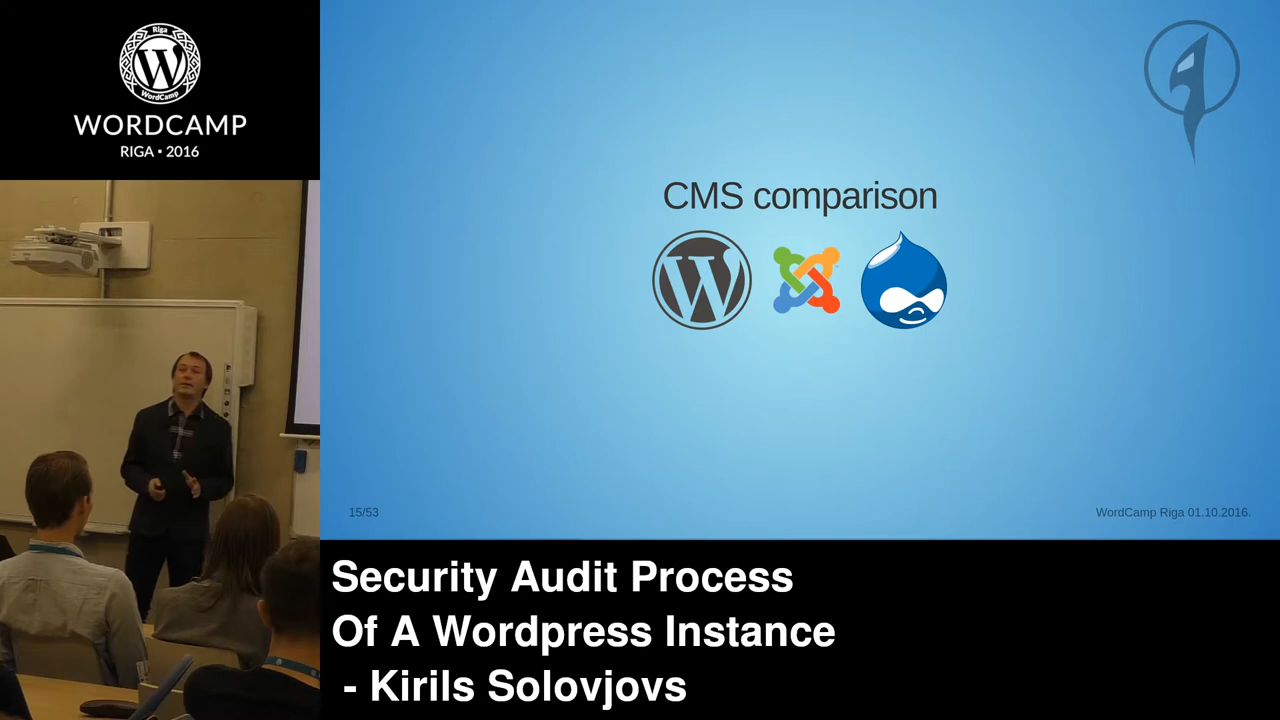 Riga
WordCamp
WORDCAMP
RIGA • 2016
CMS comparison
15/53
WordCamp Riga 01.10.2016.
Security Audit Process
Of A Wordpress Instance
- Kirils Solovjovs